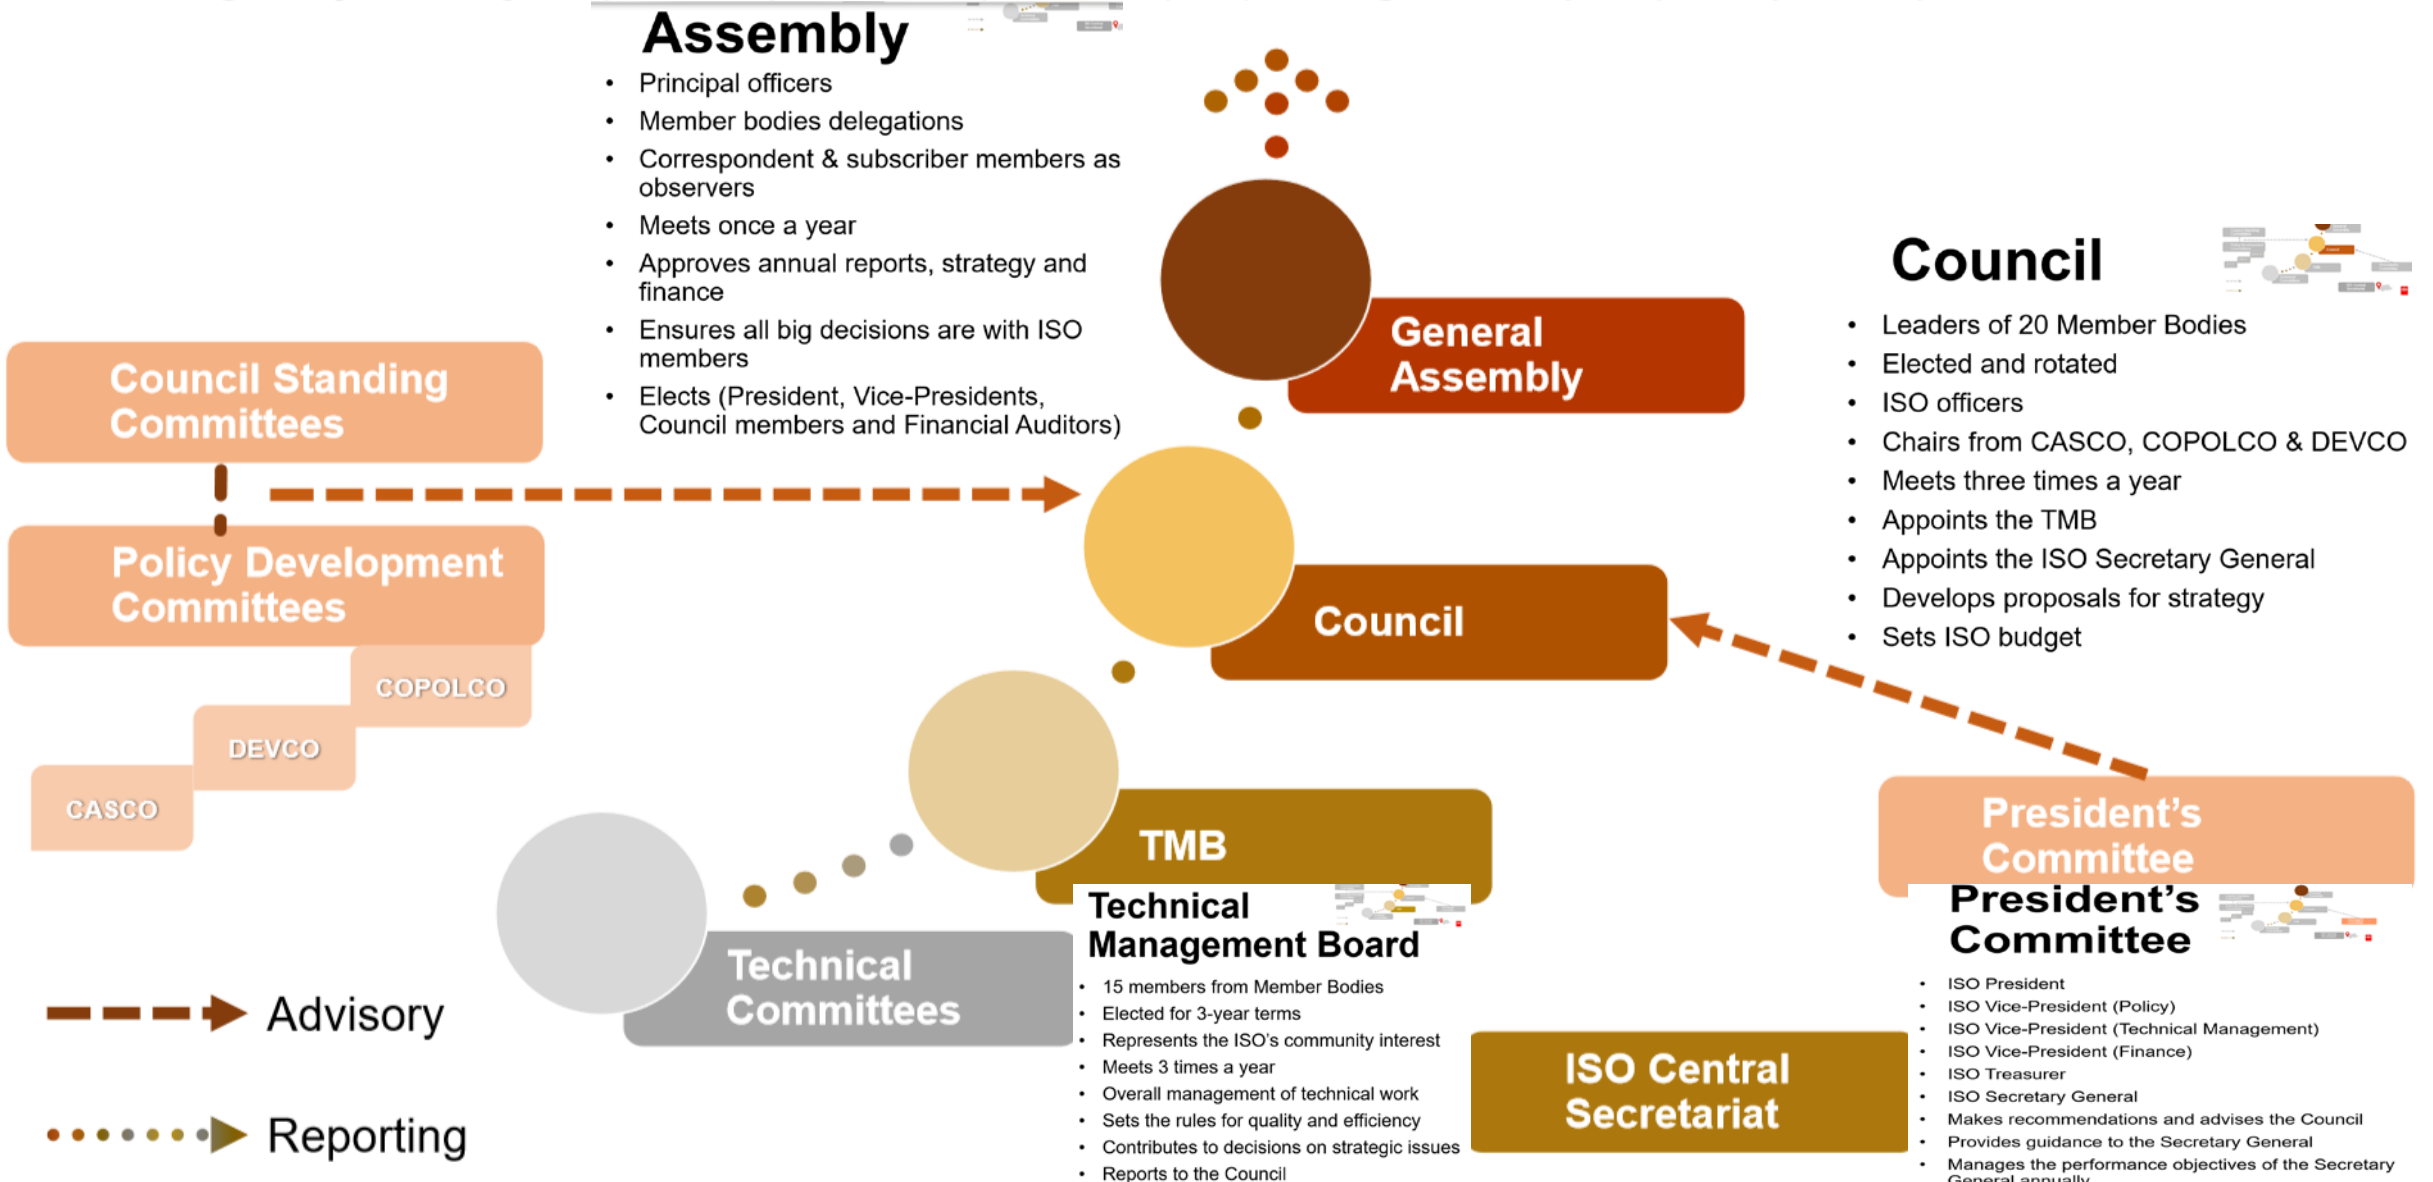 Assembly
• Principal officers
• Member bodies delegations
• Correspondent & subscriber members as
observers
• Meets once a year
• Approves annual reports, strategy and
finance
• Ensures all big decisions are with ISO
members
• Elects (President, Vice-Presidents,
Council members and Financial Auditors)
General
Assembly
Council
• Leaders of 20 Member Bodies
• Elected and rotated
• ISO officers
• Chairs from CASCO, COPOLCO & DEVCO
• Meets three times a year
• Appoints the TMB
• Appoints the ISO Secretary General
• Develops proposals for strategy
• Sets ISO budget
Council Standing
Committees
Policy Development
Committees
COPOLCO
DEVCO
CASCO
Council
TMB
President’s
Committee
Technical
Committees
Technical
Management Board
• 15 members from Member Bodies
• Elected for 3-year terms
• Represents the ISO’s community interest
• Meets 3 times a year
• Overall management of technical work
• Sets the rules for quality and efficiency
• Contributes to decisions on strategic issues
• Reports to the Council
ISO Central
Secretariat
President’s
Committee
• ISO President
• ISO Vice-President (Policy)
• ISO Vice-President (Technical Management)
• ISO Vice-President (Finance)
• ISO Treasurer
• ISO Secretary General
• Makes recommendations and advises the Council
• Provides guidance to the Secretary General
• Manages the performance objectives of the Secretary
General annually
Advisory
Reporting